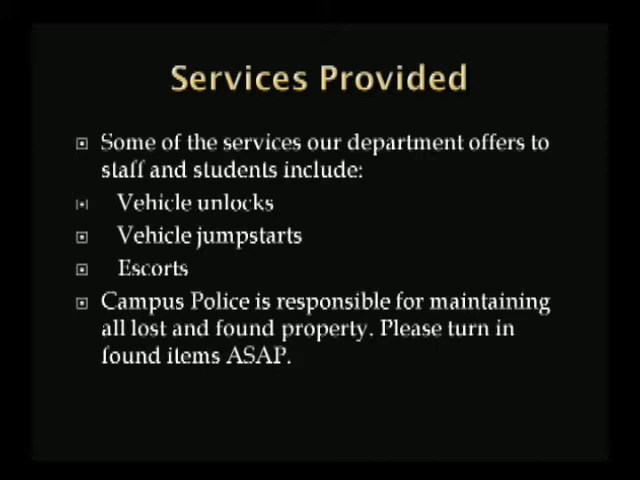 Services Provided
Some of the services our department offers to
staff and students include:
Vehicle unlocks
Vehicle jumpstarts
Escorts
Campus Police is responsible for maintaining
all lost and found property. Please turn in
found items ASAP.